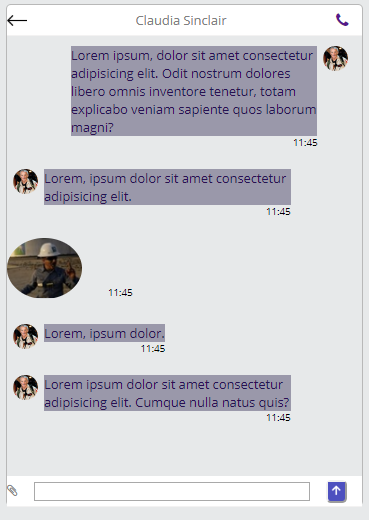 Claudia Sinclair
Lorem ipsum, dolor sit amet consectetur
adipisicing elit. Odit nostrum dolores
libero omnis inventore tenetur, totam
explicabo veniam sapiente quos laborum
magni?
11:45
Lorem, ipsum dolor sit amet consectetur
adipisicing elit.
11:45
11:45
Lorem, ipsum dolor.
11:45
Lorem ipsum dolor sit amet consectetur
adipisicing elit. Cumque nulla natus quis?
11:45